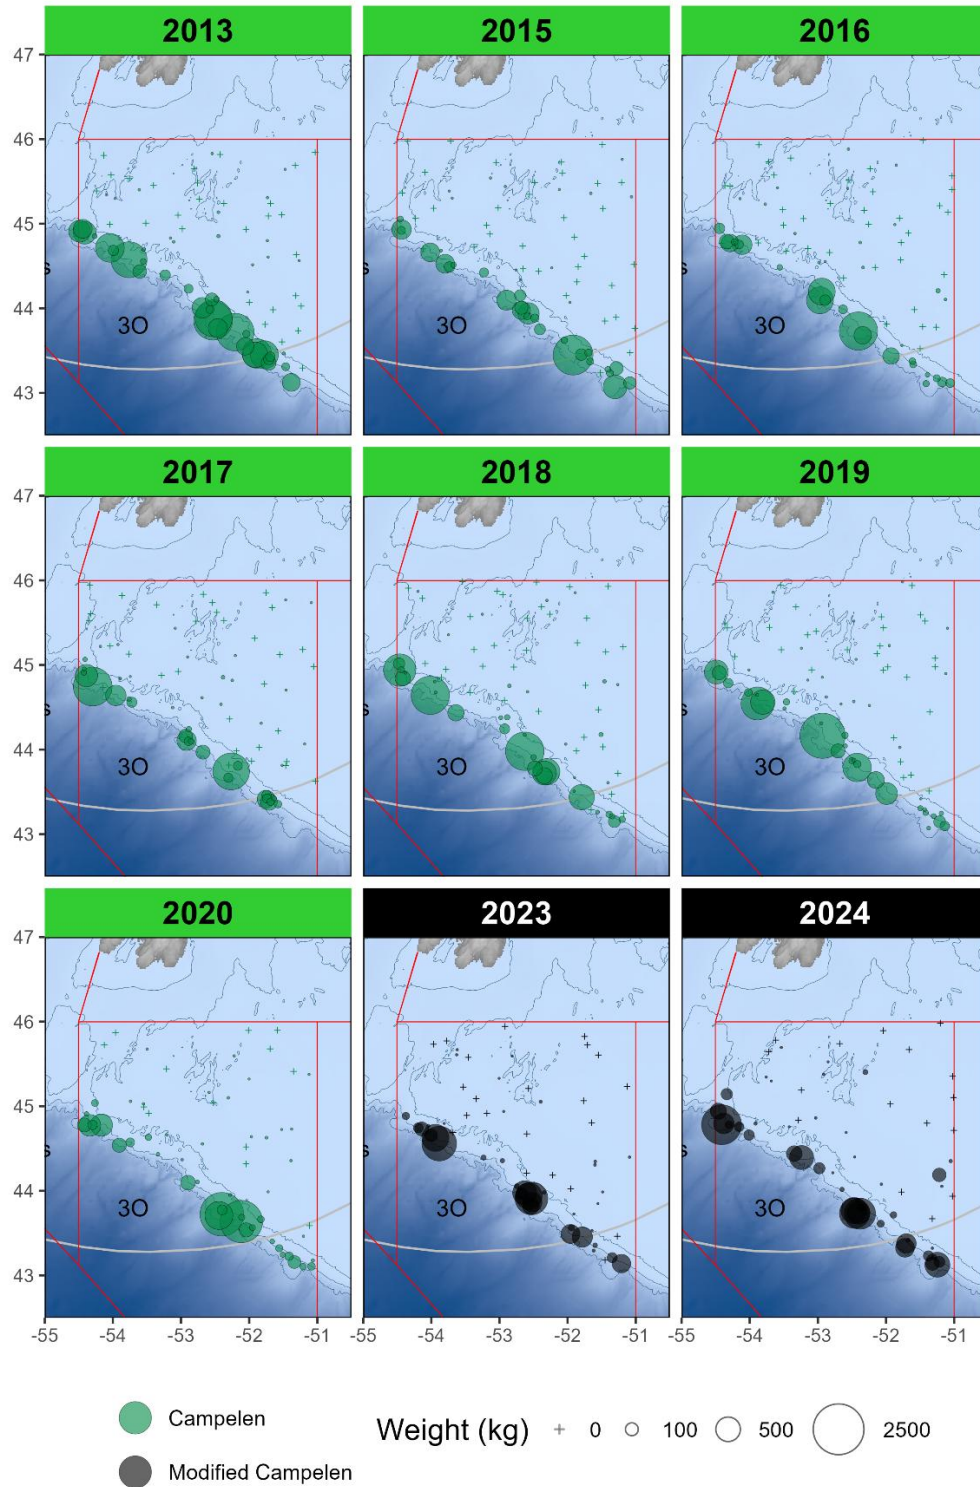 2013 2015 2016
47
46
45
44
43
s 3O s 3O s 3O
2017 2018 2019
47
46
45
44
43
s 3O s 3O s 3O
2020 2023 2024
47
46
45
44
43
s 3O s 3O s 3O
-55 -54 -53 -52 -51 -55 -54 -53 -52 -51 -55 -54 -53 -52 -51
Campelen Weight (kg) 0 100 500 2500
Modified Campelen